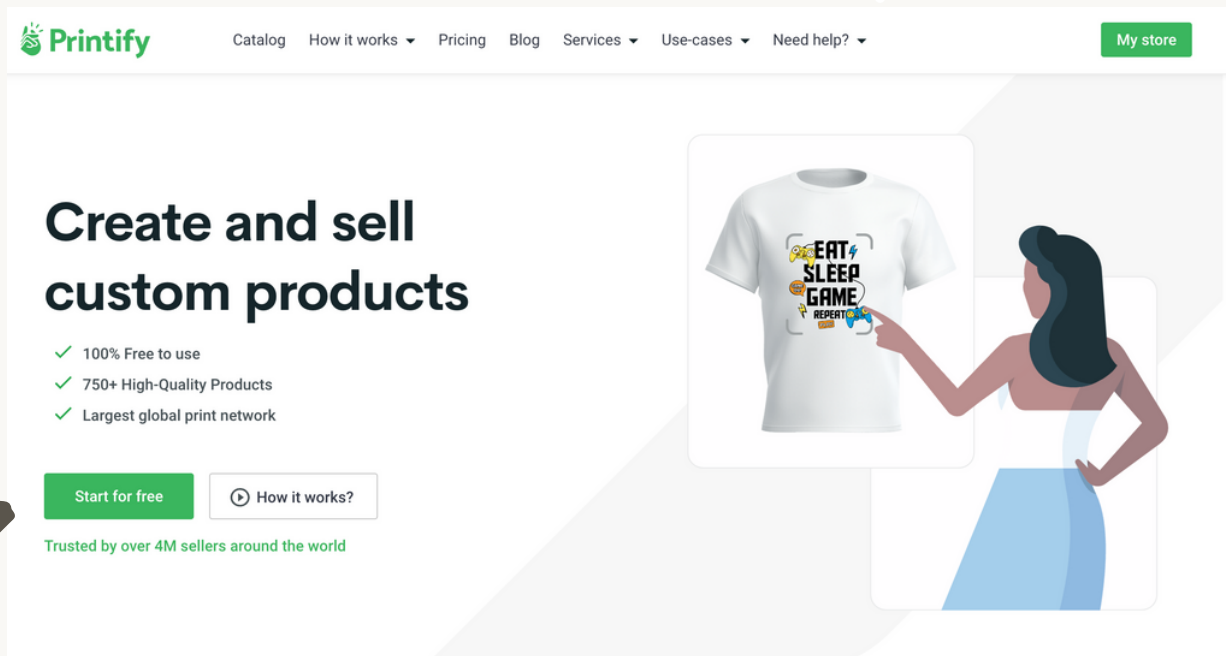 Printify
Catalog
How it works
Pricing
Blog
Services
Use-cases
Need help?
My store
Create and sell
custom products
100% Free to use
750+ High-Quality Products
Largest global print network
Start for free
How it works?
Trusted by over 4M sellers around the world
EAT
SLEEP
GAME
REPEAT